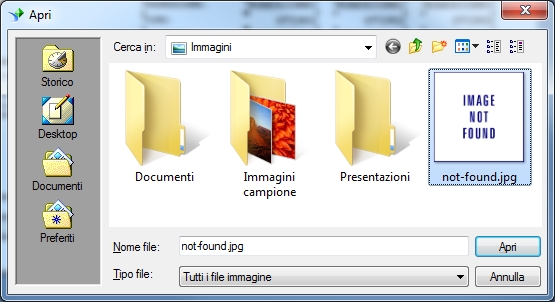 Apri
Cerca in:
Immagini
Storico
Desktop
Documenti
Preferiti
Documenti
Immagini
campione
Presentazioni
IMAGE
NOT
FOUND
not-found.jpg
Nome file:
not-found.jpg
Apri
Tipo file:
Tutti i file immagine
Annulla